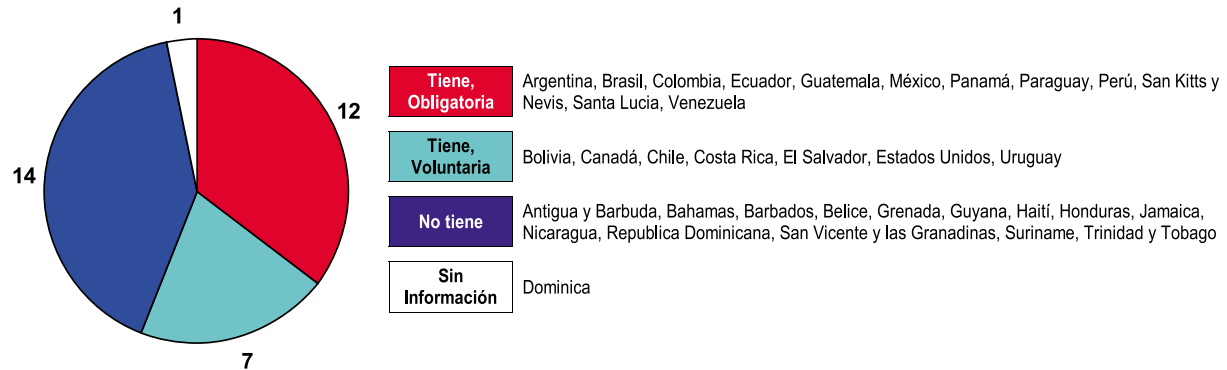 1
12
14
7
Tiene,
Obligatoria
Argentina, Brasil, Colombia, Ecuador, Guatemala, México, Panamá, Paraguay, Perú, San Kitts y
Nevis, Santa Lucia, Venezuela
Tiene,
Voluntaria
Bolivia, Canadá, Chile, Costa Rica, El Salvador, Estados Unidos, Uruguay
No tiene
Antigua y Barbuda, Bahamas, Barbados, Belice, Grenada, Guyana, Haití, Honduras, Jamaica,
Nicaragua, Republica Dominicana, San Vicente y las Granadinas, Suriname, Trinidad y Tobago
Sin
Información
Dominica